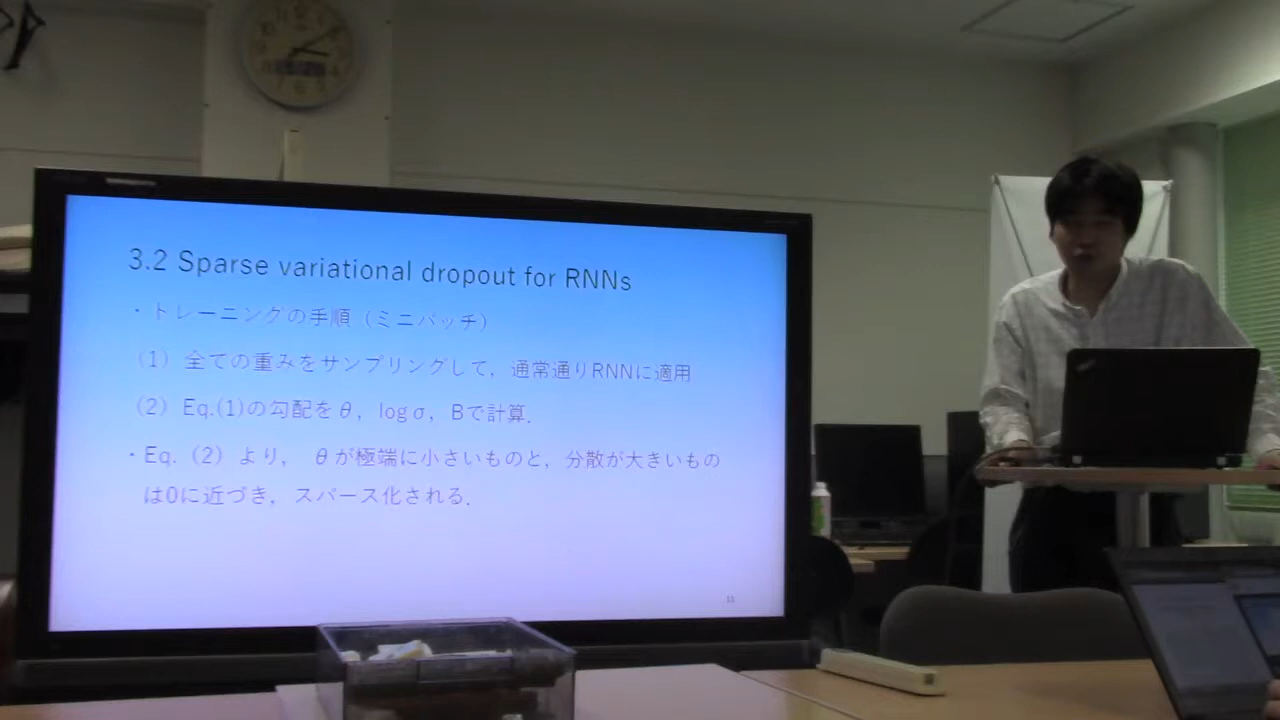 3.2 Sparse variational dropout for RNNs
・トレーニングの手順（ミニバッチ）
（1）全ての重みをサンプリングして，通常通りRNNに適用
（2）Eq.(1)の勾配をθ，logσ，Bで計算．
・Eq.（2）より，　θが極端に小さいものと，分散が大きいもの
は0に近づき，スパース化される．
11